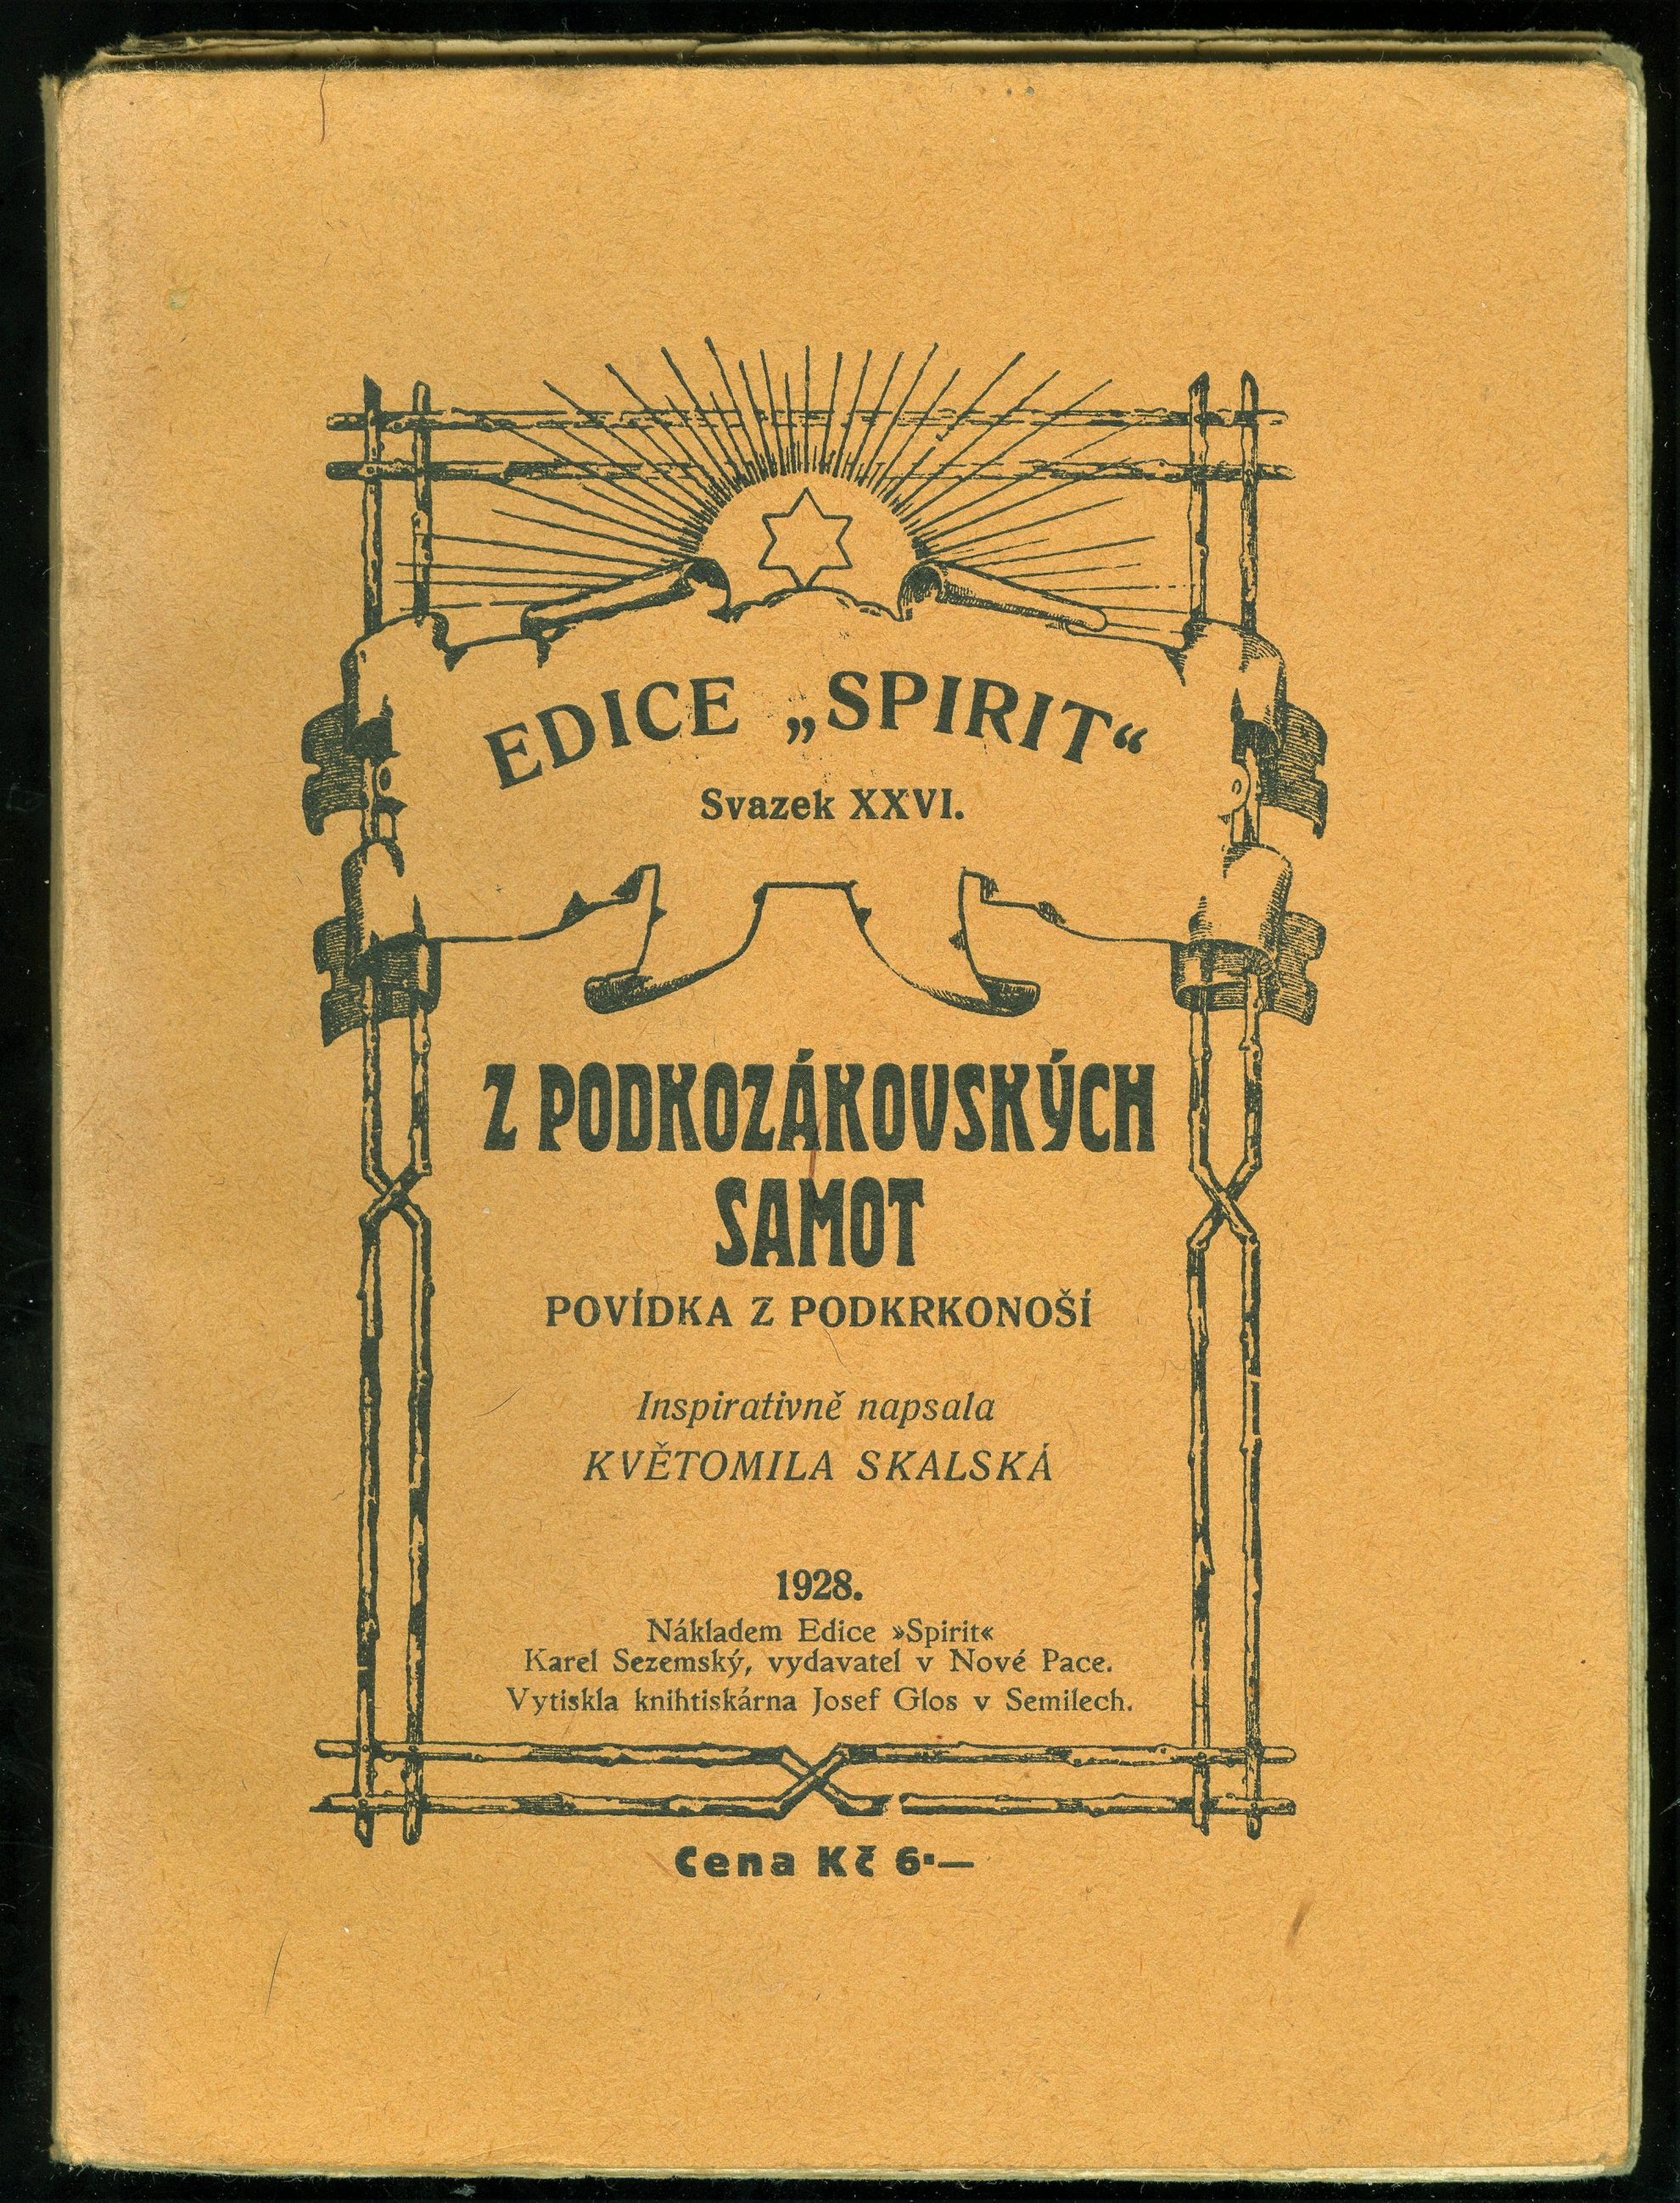 EDICE „SPIRIT“
Svazek XXVI.
Z PODKOZÁKOVSKÝCH
SAMOT
POVÍDKA Z PODKRKONOŠÍ
Inspirativně napsala
KVĚTOMILA SKALSKÁ
1928.
Nákladem Edice »Spirit«
Karel Sezemský, vydavatel v Nové Pace.
Vytiskla knihtiskárna Josef Glos v Semilech.
Cena Kč 6·—